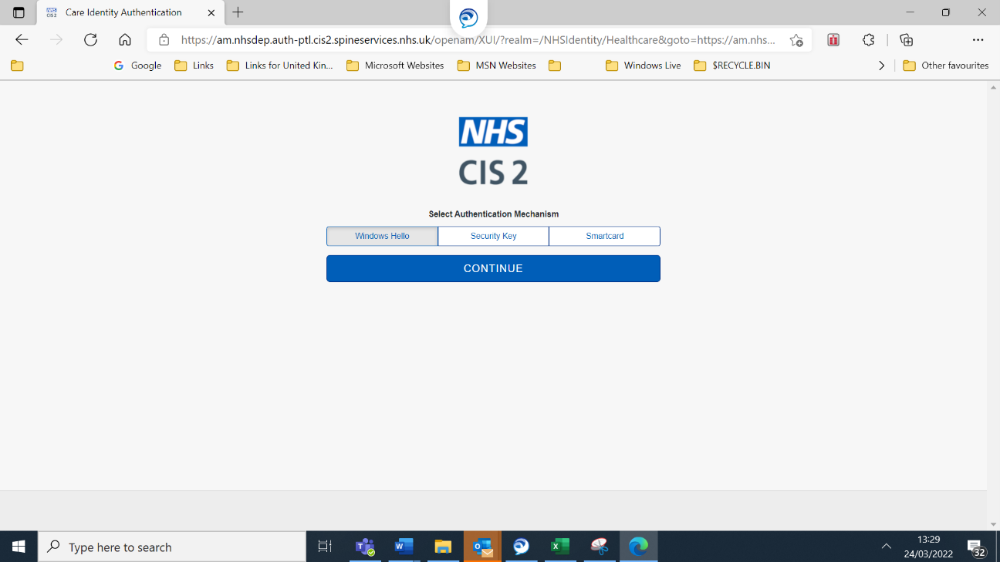 NHS CIS2 Care Identity Authentication
https://am.nhsdep.auth-ptl.cis2.spineservices.nhs.uk/openam/XUI/?realm=/NHSIdentity/Healthcare&goto=https://am.nhs...
Google Links Links for United Kin... Microsoft Websites MSN Websites Windows Live $RECYCLE.BIN Other favourites
NHS
CIS 2
Select Authentication Mechanism
Windows Hello Security Key Smartcard
CONTINUE
Type here to search
13:29
24/03/2022
32